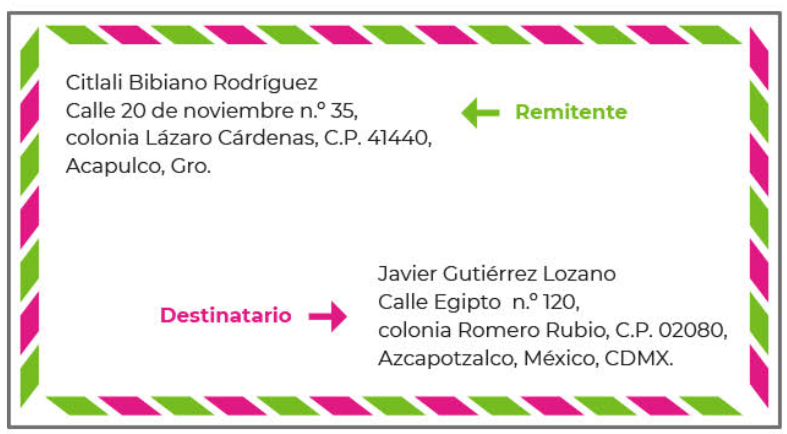 Citlali Bibiano Rodríguez
Calle 20 de noviembre n.º 35,
colonia Lázaro Cárdenas, C.P. 41440,
Acapulco, Gro.
Remitente
Destinatario
Javier Gutiérrez Lozano
Calle Egipto n.º 120,
colonia Romero Rubio, C.P. 02080,
Azcapotzalco, México, CDMX.